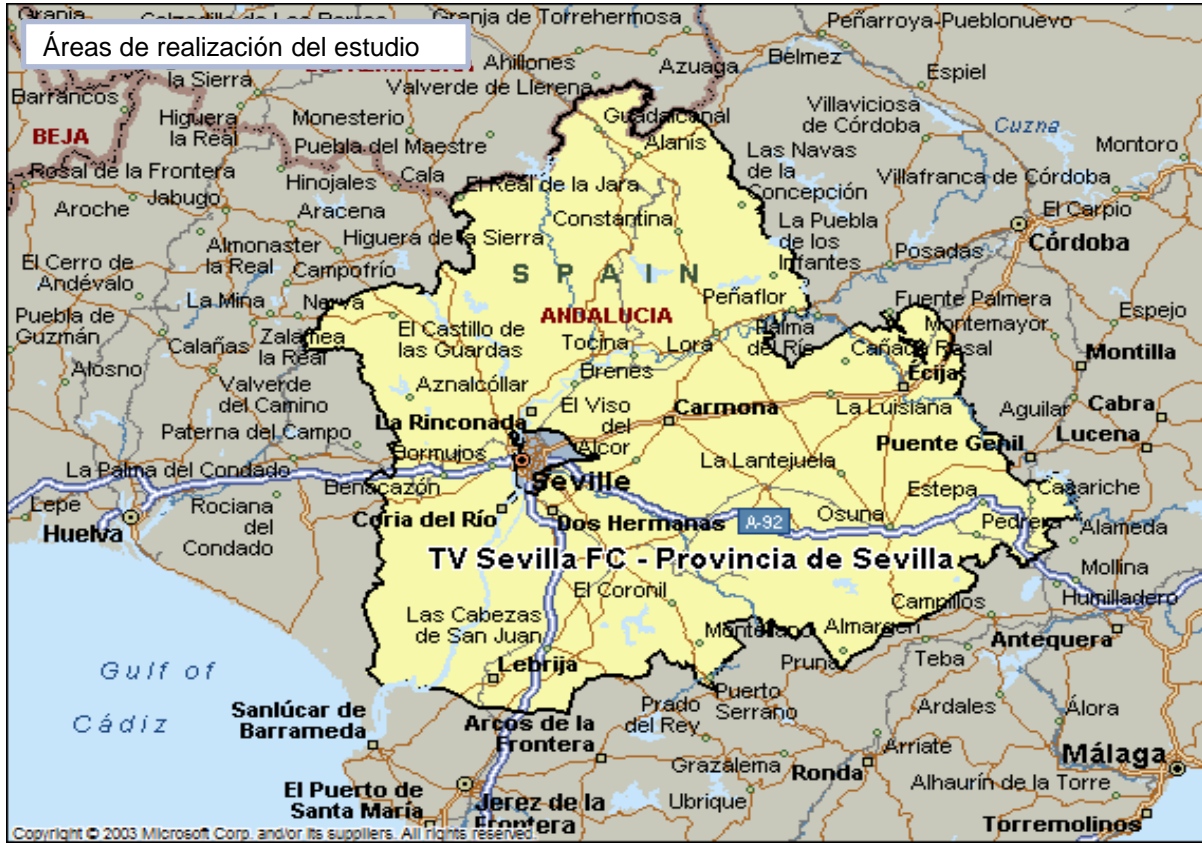 Granja de Torrehermosa
Peñarroya-Pueblonuevo
Áreas de realización del estudio
Ahillones
Azuaga
Bélmez
Espiel
la Sierra
Valverde de Llerena
Barrancos
Higuera
la Real
Monesterio
Guadalcanal
Villaviciosa
de Córdoba
Cuzna
BEJA
Puebla del Maestre
Alanis
Las Navas
de la
Concepción
Montoro
Rosal de la Frontera
Hinojales
Cala
El Real de la Jara
Villafranca de Córdoba
Aroche
Jabugo
Aracena
Constantina
La Puebla
de los
Infantes
El Carpio
Almonaster
la Real
Higuera de la Sierra
Posadas
Córdoba
El Cerro de
Andévalo
Campofrío
SPAIN
La Mina
Nerva
Peñaflor
Fuente Palmera
Puebla de
Guzmán
ANDALUCIA
Montemayor
Espejo
Calañas
Zalamea
la Real
El Castillo de
las Guardas
Tocina
Lora
Palma
del Río
Cañada Rosal
Montilla
Alosno
Valverde
del Camino
Aznalcóllar
Brenes
Ecija
Paterna del Campo
La Rinconada
El Viso
del
Alcor
Carmona
La Luisiana
Aguilar
Cabra
Puente Genil
Lucena
La Palma del Condado
Bormujos
La Lantejuela
Lepe
Rociana
del
Condado
Benacazón
Seville
Estepa
Casariche
Huelva
Coria del Río
Dos Hermanas
A-92
Osuna
Pedrera
Alameda
TV Sevilla FC - Provincia de Sevilla
Mollina
El Coronil
Humilladero
Las Cabezas
de San Juan
Campillos
Montellano
Almargen
Antequera
Gulf of
Cádiz
Lebrija
Pruna
Teba
Sanlúcar de
Barrameda
Arcos de la
Frontera
Prado
del Rey
Puerto
Serrano
Ardales
Álora
Arriate
Málaga
Grazalema
Ronda
El Puerto de
Santa María
Jerez de la
Frontera
Ubrique
Alhaurín de la Torre
Torremolinos
Copyright © 2003 Microsoft Corp. and/or its suppliers. All rights reserved.